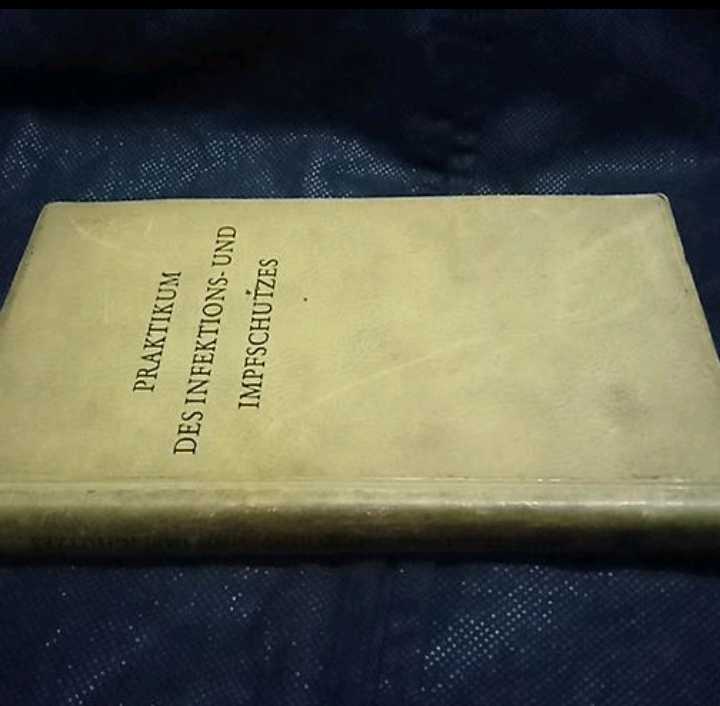 PRAKTIKUM
DES INFEKTIONS- UND
IMPFSCHUTZES